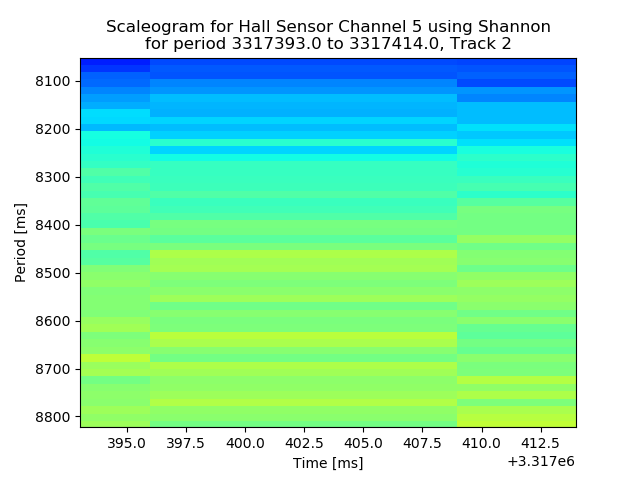 Scaleogram for Hall Sensor Channel 5 using Shannon
for period 3317393.0 to 3317414.0, Track 2
8100
8200
8300
8400
8500
8600
8700
8800
Period [ms]
395.0 397.5 400.0 402.5 405.0 407.5 410.0 412.5
Time [ms]
+3.317e6